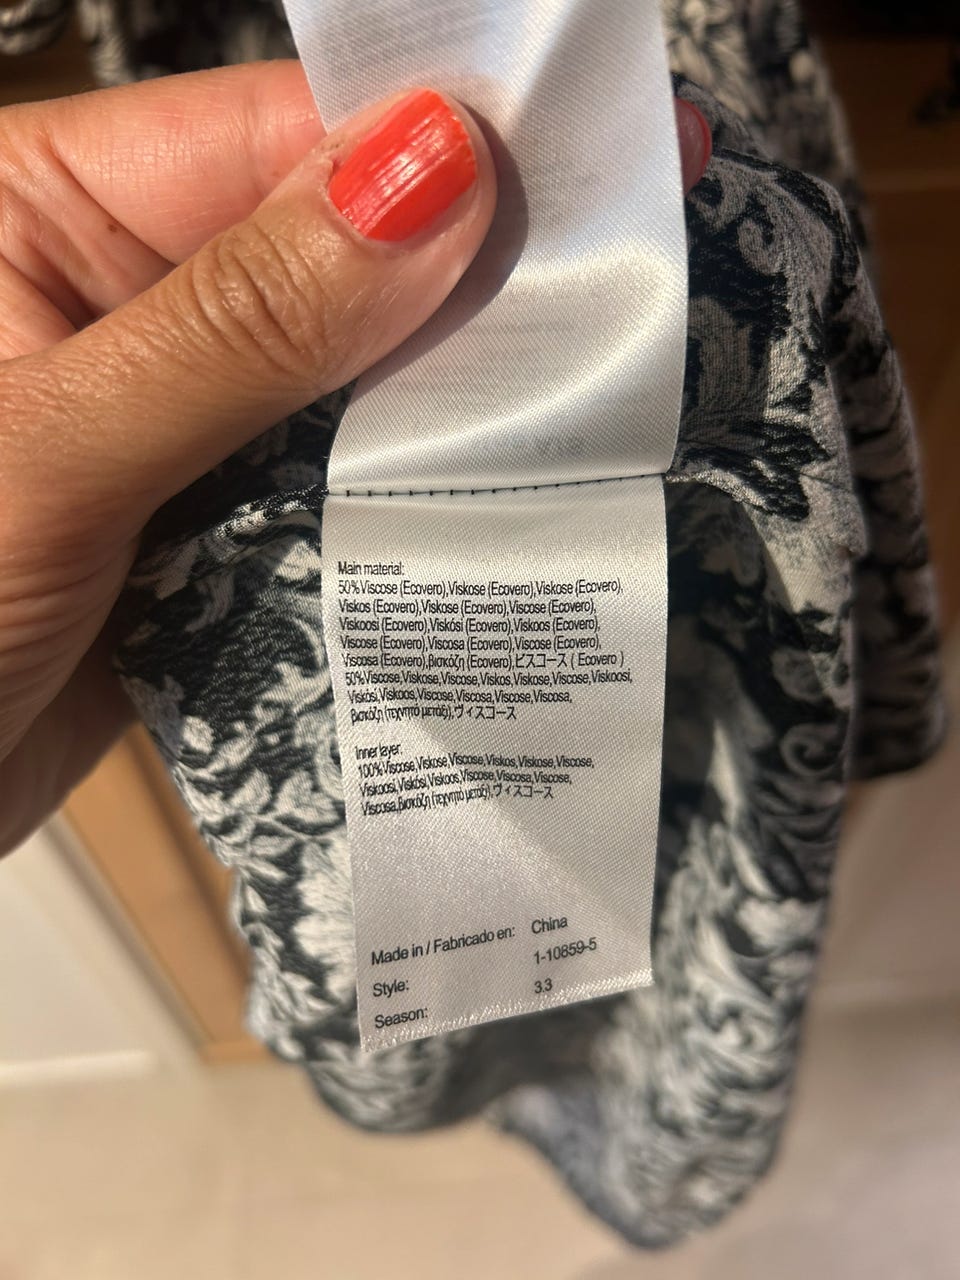 Main material:
50%Viscose (Ecovero),Viskose (Ecovero),Viskose (Ecovero),
Viskos (Ecovero),Viskose (Ecovero),Viscose (Ecovero),
Viskoosi (Ecovero),Viskósi (Ecovero),Viskoos (Ecovero),
Viscose (Ecovero),Viscosa (Ecovero),Viscose (Ecovero),
Viscosa (Ecovero),βισκόζη (Ecovero),ビスコース ( Ecovero )
50%Viscose,Viskose,Viscose,Viskos,Viskose,Viscose,Viskoosi,
Viskósi,Viskoos,Viscose,Viscosa,Viscose,Viscosa,
βισκόζη (τεχνητό μετάξι),ヴィスコース
Inner layer:
100%Viscose,Viskose,Viscose,Viskos,Viskose,Viscose,
Viskoosi,Viskósi,Viskoos,Viscose,Viscosa,Viscose,
Viscosa,βισκόζη (τεχνητό μετάξι),ヴィスコース
Made in / Fabricado en: China
Style: 1-10859-5
Season: 3.3